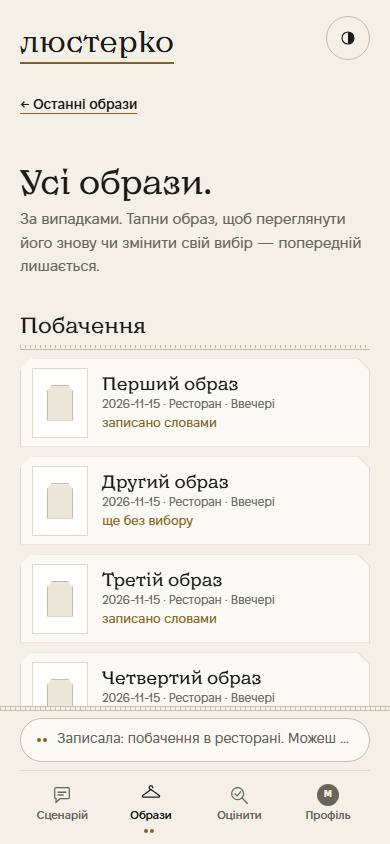 люстерко
← Останні образи
Усі образи.
За випадками. Тапни образ, щоб переглянути
його знову чи змінити свій вибір — попередній
лишається.
Побачення
Перший образ
2026-11-15 · Ресторан · Ввечері
записано словами
Другий образ
2026-11-15 · Ресторан · Ввечері
ще без вибору
Третій образ
2026-11-15 · Ресторан · Ввечері
записано словами
Четвертий образ
2026-11-15 · Ресторан · Ввечері
Записала: побачення в ресторані. Можеш ...
Сценарій
Образи
Оцінити
М
Профіль